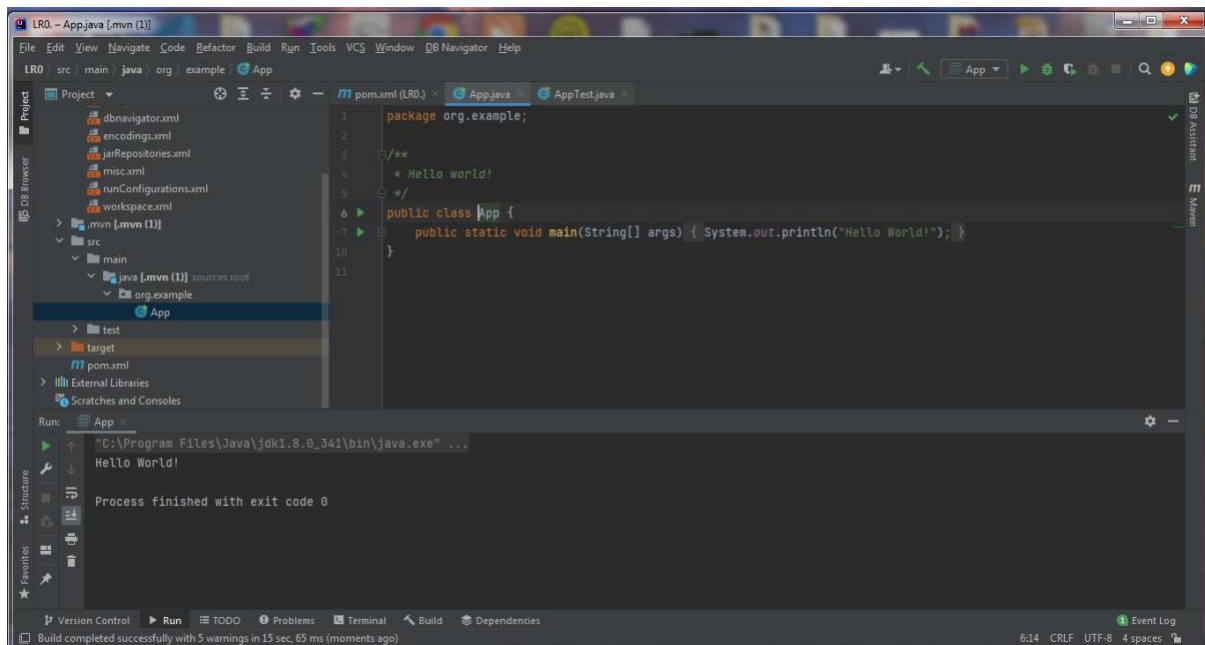 LR0. – App.java [.mvn (1)]
File Edit View Navigate Code Refactor Build Run Tools VCS Window DB Navigator Help
LR0 src main java org example App
App
Project
pom.xml (LR0.) App.java AppTest.java
Project
DB Browser
dbnavigator.xml
encodings.xml
jarRepositories.xml
misc.xml
runConfigurations.xml
workspace.xml
.mvn [.mvn (1)]
src
main
java [.mvn (1)] sources root
org.example
App
test
target
pom.xml
External Libraries
Scratches and Consoles
1 package org.example;
2
3 /**
4 * Hello world!
5 */
6 public class App {
7 public static void main(String[] args) { System.out.println("Hello World!"); }
10 }
11
DB Assistant
Maven
Run: App
"C:\Program Files\Java\jdk1.8.0_341\bin\java.exe" ...
Hello World!
Process finished with exit code 0
Structure
Favorites
Version Control Run TODO Problems Terminal Build Dependencies
1 Event Log
Build completed successfully with 5 warnings in 15 sec, 65 ms (moments ago)
6:14 CRLF UTF-8 4 spaces